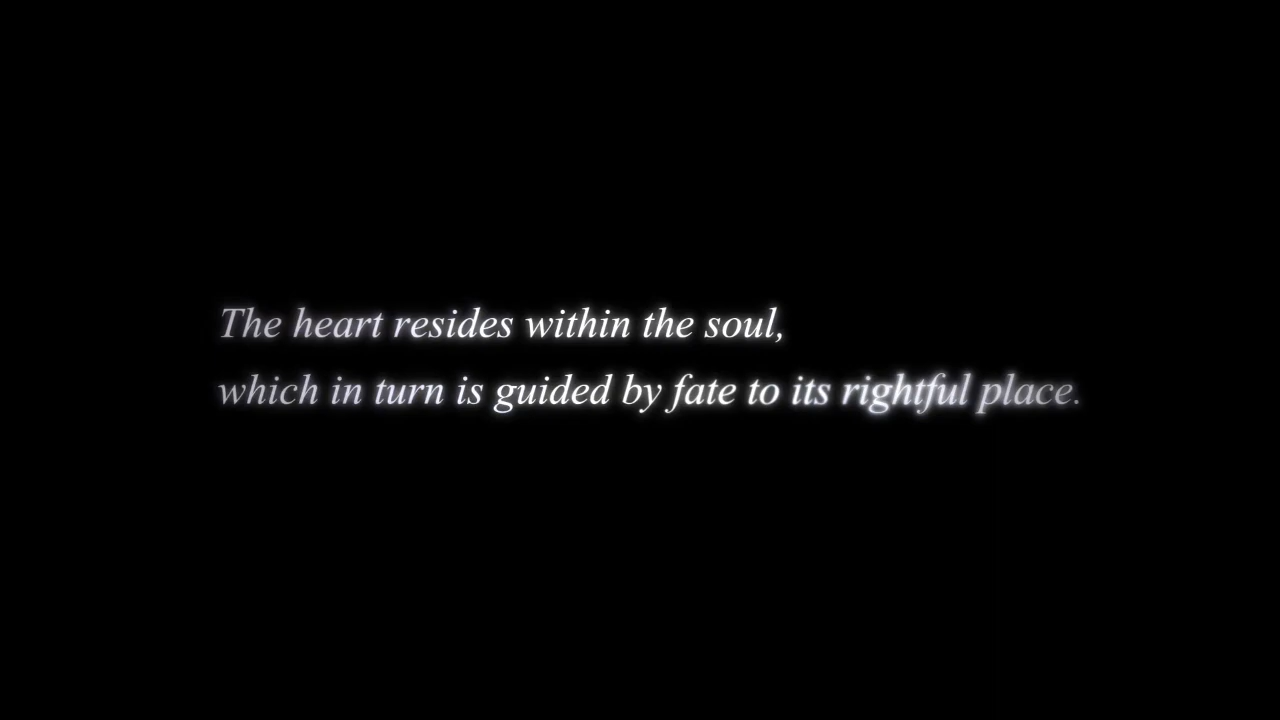 The heart resides within the soul,
which in turn is guided by fate to its rightful place.